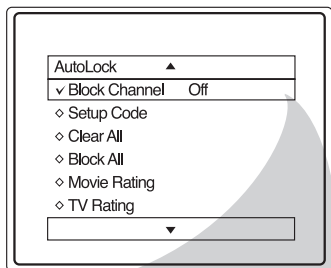 AutoLock ▲
✓ Block Channel Off
◇ Setup Code
◇ Clear All
◇ Block All
◇ Movie Rating
◇ TV Rating
▼